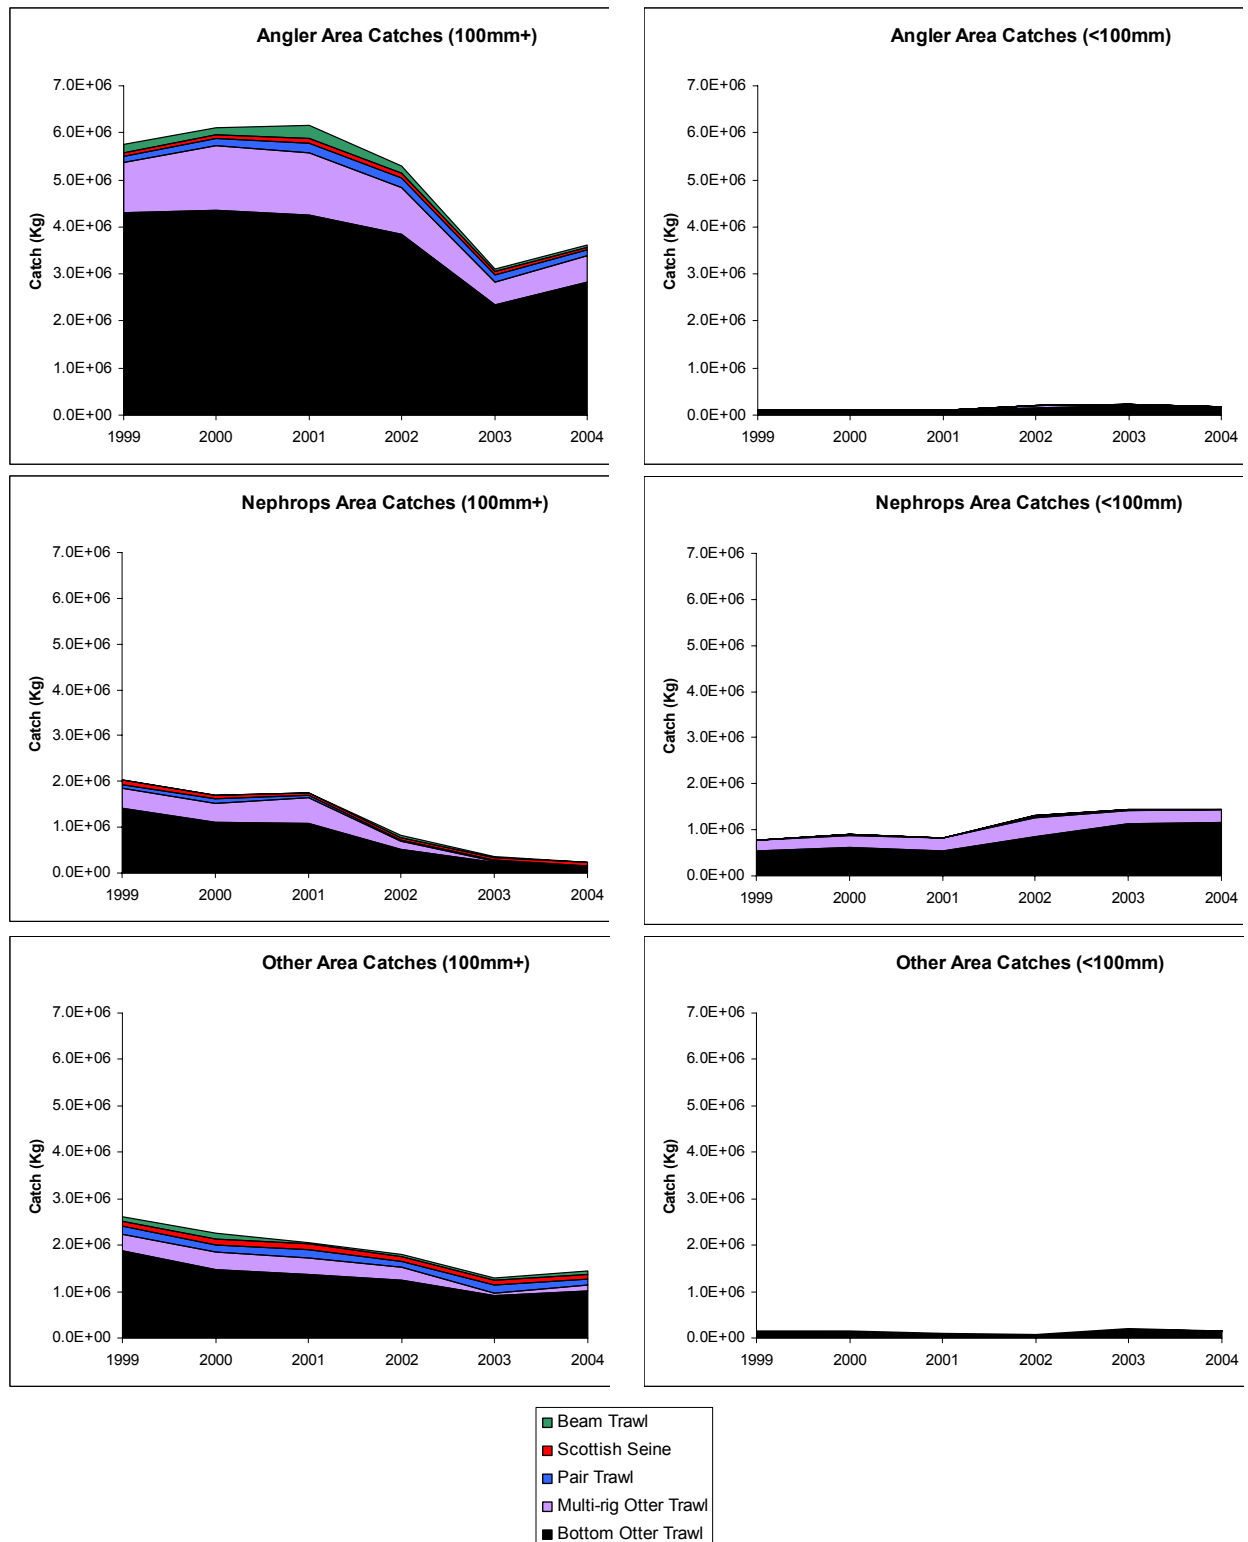 Angler Area Catches (100mm+)
7.0E+06
6.0E+06
5.0E+06
4.0E+06
3.0E+06
2.0E+06
1.0E+06
0.0E+00
Catch (Kg)
1999 2000 2001 2002 2003 2004
Angler Area Catches (<100mm)
7.0E+06
6.0E+06
5.0E+06
4.0E+06
3.0E+06
2.0E+06
1.0E+06
0.0E+00
Catch (Kg)
1999 2000 2001 2002 2003 2004
Nephrops Area Catches (100mm+)
7.0E+06
6.0E+06
5.0E+06
4.0E+06
3.0E+06
2.0E+06
1.0E+06
0.0E+00
Catch (Kg)
1999 2000 2001 2002 2003 2004
Nephrops Area Catches (<100mm)
7.0E+06
6.0E+06
5.0E+06
4.0E+06
3.0E+06
2.0E+06
1.0E+06
0.0E+00
Catch (Kg)
1999 2000 2001 2002 2003 2004
Other Area Catches (100mm+)
7.0E+06
6.0E+06
5.0E+06
4.0E+06
3.0E+06
2.0E+06
1.0E+06
0.0E+00
Catch (Kg)
1999 2000 2001 2002 2003 2004
Other Area Catches (<100mm)
7.0E+06
6.0E+06
5.0E+06
4.0E+06
3.0E+06
2.0E+06
1.0E+06
0.0E+00
Catch (Kg)
1999 2000 2001 2002 2003 2004
Beam Trawl
Scottish Seine
Pair Trawl
Multi-rig Otter Trawl
Bottom Otter Trawl